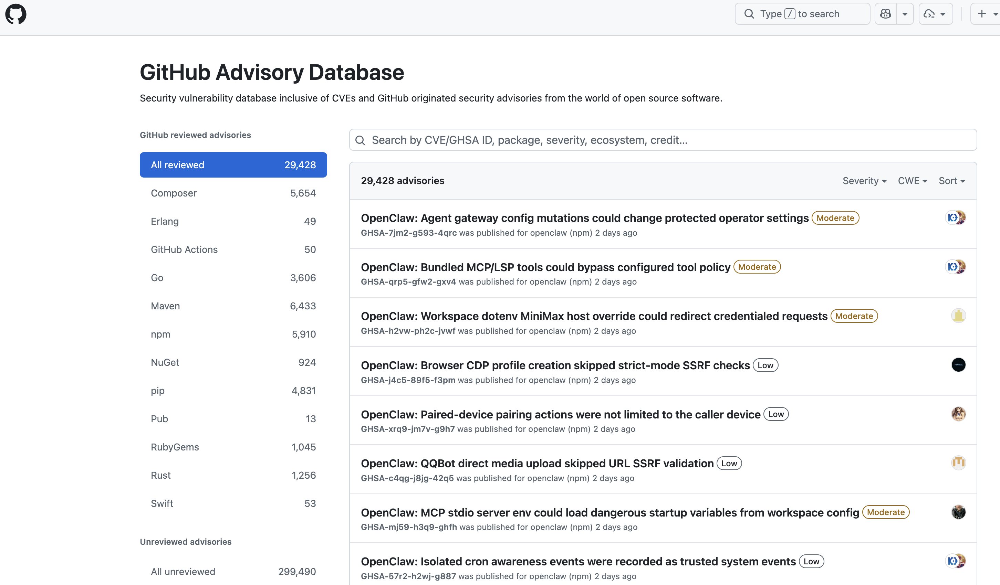 Type / to search
GitHub Advisory Database
Security vulnerability database inclusive of CVEs and GitHub originated security advisories from the world of open source software.
GitHub reviewed advisories
All reviewed 29,428
Composer 5,654
Erlang 49
GitHub Actions 50
Go 3,606
Maven 6,433
npm 5,910
NuGet 924
pip 4,831
Pub 13
RubyGems 1,045
Rust 1,256
Swift 53
Unreviewed advisories
All unreviewed 299,490
Search by CVE/GHSA ID, package, severity, ecosystem, credit...
29,428 advisories Severity CWE Sort
OpenClaw: Agent gateway config mutations could change protected operator settings Moderate
GHSA-7jm2-g593-4qrc was published for openclaw (npm) 2 days ago
OpenClaw: Bundled MCP/LSP tools could bypass configured tool policy Moderate
GHSA-qrp5-gfw2-gxv4 was published for openclaw (npm) 2 days ago
OpenClaw: Workspace dotenv MiniMax host override could redirect credentialed requests Moderate
GHSA-h2vw-ph2c-jvwf was published for openclaw (npm) 2 days ago
OpenClaw: Browser CDP profile creation skipped strict-mode SSRF checks Low
GHSA-j4c5-89f5-f3pm was published for openclaw (npm) 2 days ago
OpenClaw: Paired-device pairing actions were not limited to the caller device Low
GHSA-xrq9-jm7v-g9h7 was published for openclaw (npm) 2 days ago
OpenClaw: QQBot direct media upload skipped URL SSRF validation Low
GHSA-c4qg-j8jg-42q5 was published for openclaw (npm) 2 days ago
OpenClaw: MCP stdio server env could load dangerous startup variables from workspace config Moderate
GHSA-mj59-h3q9-ghfh was published for openclaw (npm) 2 days ago
OpenClaw: Isolated cron awareness events were recorded as trusted system events Low
GHSA-57r2-h2wj-g887 was published for openclaw (npm) 2 days ago